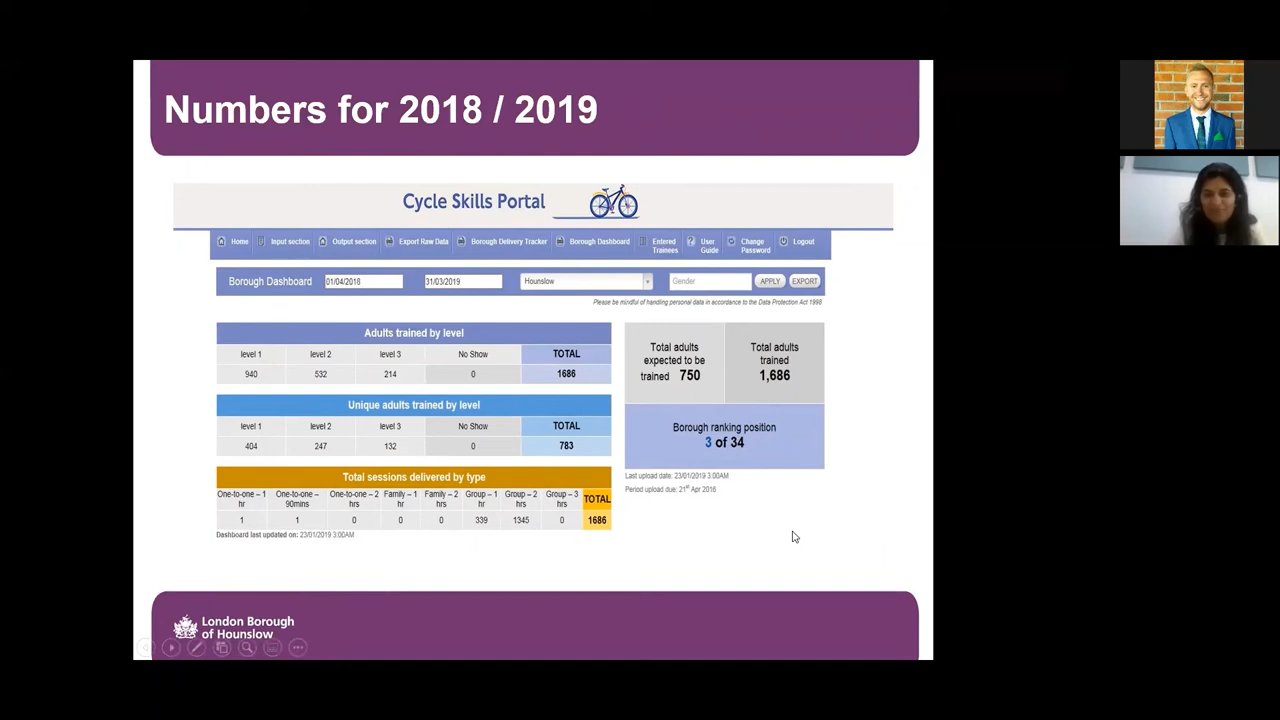 Numbers for 2018 / 2019
Cycle Skills Portal
Home Input section Output section Export Raw Data Borough Delivery Tracker Borough Dashboard Entered Trainees User Guide Change Password Logout
Borough Dashboard 01/04/2018 31/03/2019 Hounslow Gender APPLY EXPORT
Please be mindful of handling personal data in accordance with the Data Protection Act 1998
Adults trained by level
level 1 level 2 level 3 No Show TOTAL
940 532 214 0 1686
Unique adults trained by level
level 1 level 2 level 3 No Show TOTAL
404 247 132 0 783
Total sessions delivered by type
One-to-one – 1 hr One-to-one – 90mins One-to-one – 2 hrs Family – 1 hr Family – 2 hrs Group – 1 hr Group – 2 hrs Group – 3 hrs TOTAL
1 1 0 0 0 339 1345 0 1686
Dashboard last updated on: 23/01/2019 3:00AM
Total adults
expected to be
trained 750
Total adults
trained
1,686
Borough ranking position
3 of 34
Last upload date: 23/01/2019 3:00AM
Period upload due: 21st Apr 2016
London Borough
of Hounslow